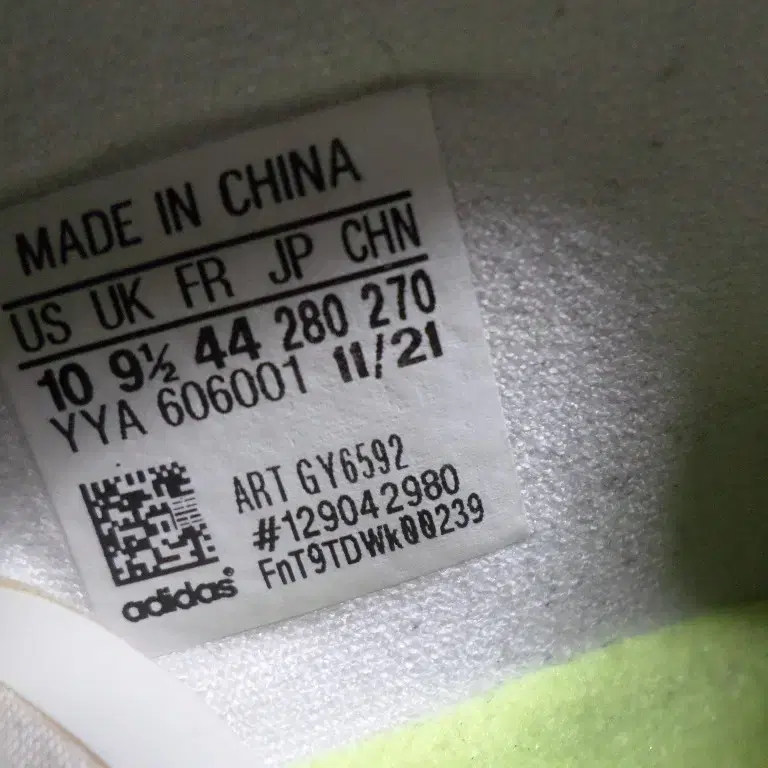 MADE IN CHINA
US UK FR JP CHN
10 9½ 44 280 270
YYA 606001 11/21
ART GY6592
#129042980
FnT9TDWk00239
adidas